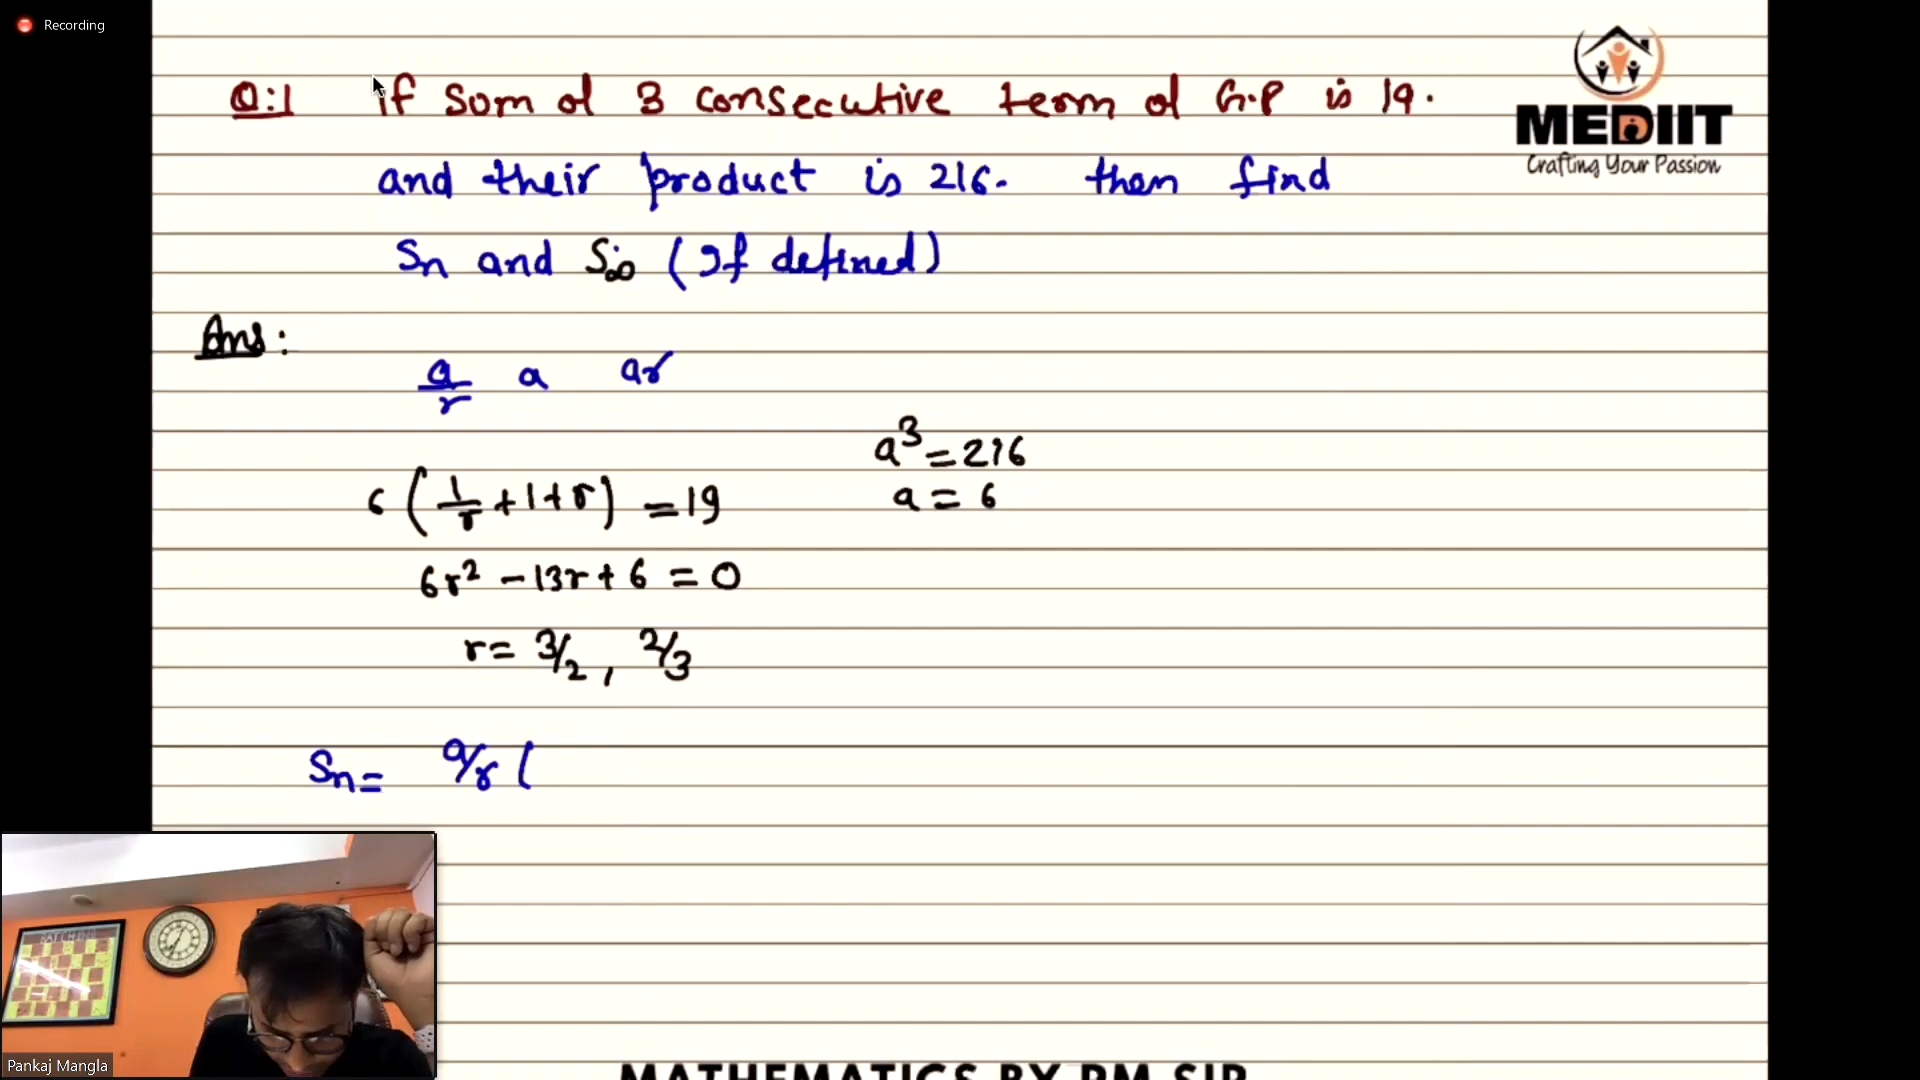 Recording
Q:1 If sum of 3 consecutive term of G.P is 19.
and their product is 216. then find
Sn and S∞ (If defined)
MEDIIT
Crafting Your Passion
Ans:
a/r a ar
a³ = 216
a = 6
6 (1/r + 1 + r) = 19
6r² - 13r + 6 = 0
r = 3/2, 2/3
Sn = a/r (
Pankaj Mangla
MATHEMATICS BY PM SIR